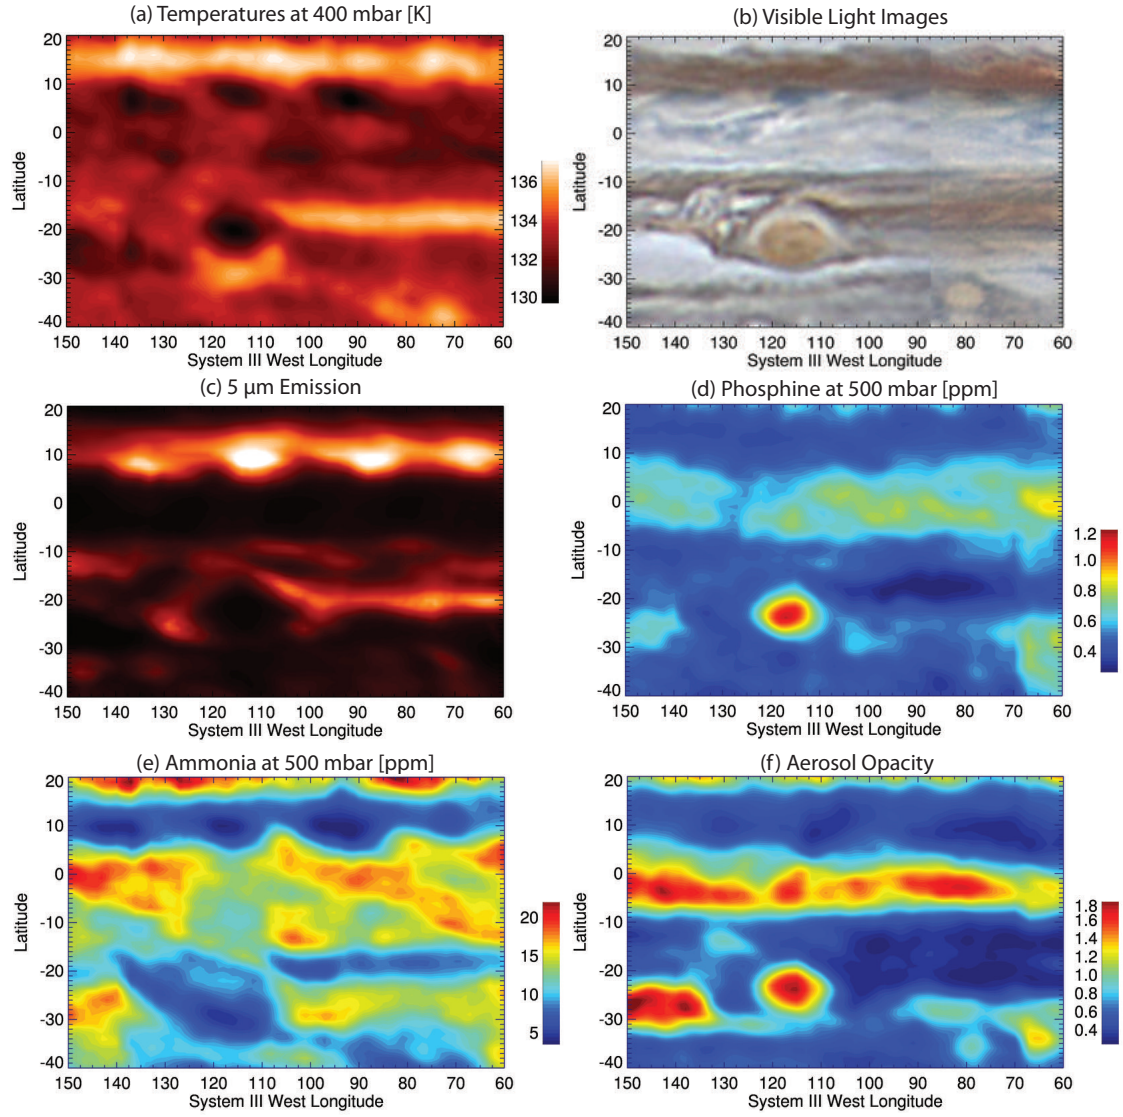 (a) Temperatures at 400 mbar [K]
20
10
0
-10
-20
-30
-40
Latitude
150 140 130 120 110 100 90 80 70 60
System III West Longitude
136
134
132
130
(b) Visible Light Images
20
10
0
-10
-20
-30
-40
Latitude
150 140 130 120 110 100 90 80 70 60
System III West Longitude
(c) 5 μm Emission
20
10
0
-10
-20
-30
-40
Latitude
150 140 130 120 110 100 90 80 70 60
System III West Longitude
(d) Phosphine at 500 mbar [ppm]
20
10
0
-10
-20
-30
-40
Latitude
150 140 130 120 110 100 90 80 70 60
System III West Longitude
1.2
1.0
0.8
0.6
0.4
(e) Ammonia at 500 mbar [ppm]
20
10
0
-10
-20
-30
-40
Latitude
150 140 130 120 110 100 90 80 70 60
System III West Longitude
20
15
10
5
(f) Aerosol Opacity
20
10
0
-10
-20
-30
-40
Latitude
150 140 130 120 110 100 90 80 70 60
System III West Longitude
1.8
1.6
1.4
1.2
1.0
0.8
0.6
0.4